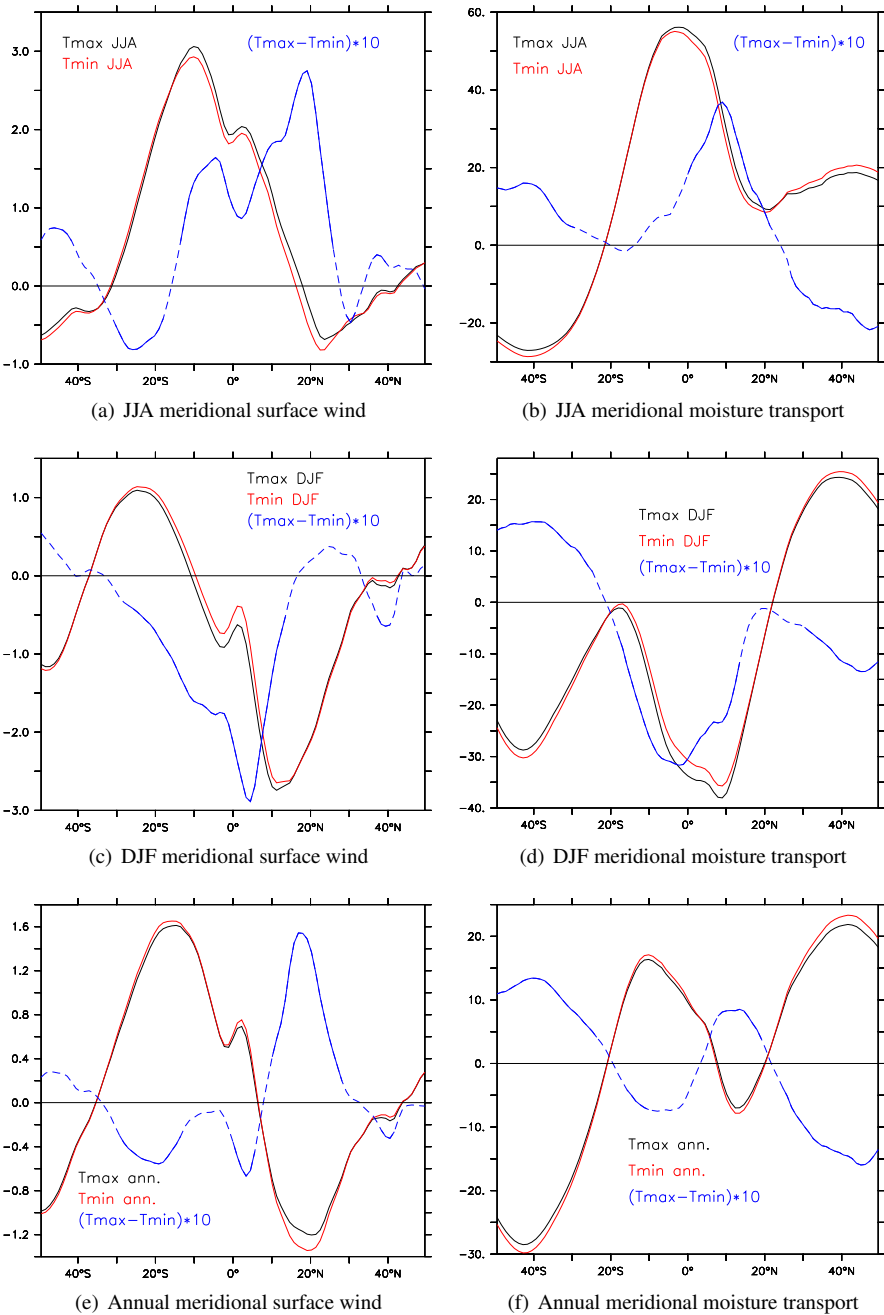 Tmax JJA
Tmin JJA
(Tmax−Tmin)*10
3.0
2.0
1.0
0.0
−1.0
40°S
20°S
0°
20°N
40°N
(a) JJA meridional surface wind
Tmax JJA
Tmin JJA
(Tmax−Tmin)*10
60.
40.
20.
0.
−20.
40°S
20°S
0°
20°N
40°N
(b) JJA meridional moisture transport
Tmax DJF
Tmin DJF
(Tmax−Tmin)*10
1.0
0.0
−1.0
−2.0
−3.0
40°S
20°S
0°
20°N
40°N
(c) DJF meridional surface wind
Tmax DJF
Tmin DJF
(Tmax−Tmin)*10
20.
10.
0.
−10.
−20.
−30.
−40.
40°S
20°S
0°
20°N
40°N
(d) DJF meridional moisture transport
1.6
1.2
0.8
0.4
0.0
−0.4
−0.8
−1.2
Tmax ann.
Tmin ann.
(Tmax−Tmin)*10
40°S
20°S
0°
20°N
40°N
(e) Annual meridional surface wind
20.
10.
0.
−10.
−20.
−30.
Tmax ann.
Tmin ann.
(Tmax−Tmin)*10
40°S
20°S
0°
20°N
40°N
(f) Annual meridional moisture transport